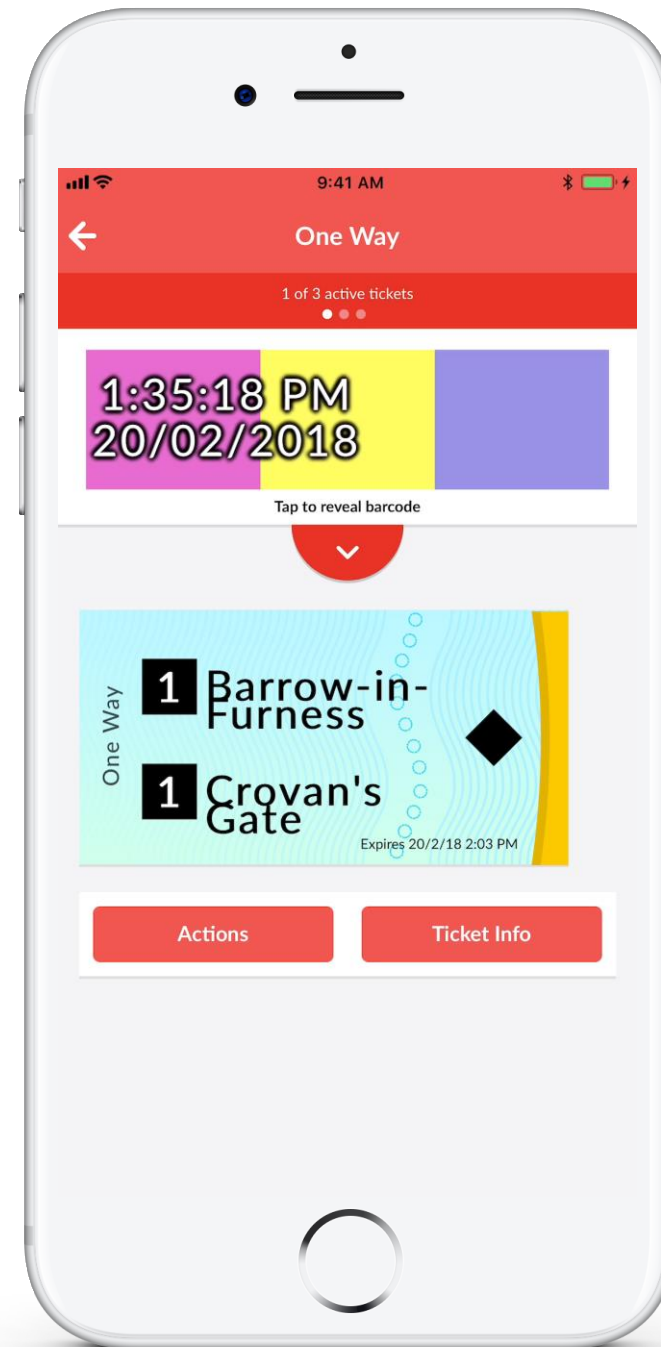 9:41 AM
One Way
1 of 3 active tickets
1:35:18 PM
20/02/2018
Tap to reveal barcode
One Way
1 Barrow-in-
Furness
1 Crovan's
Gate
Expires 20/2/18 2:03 PM
Actions
Ticket Info